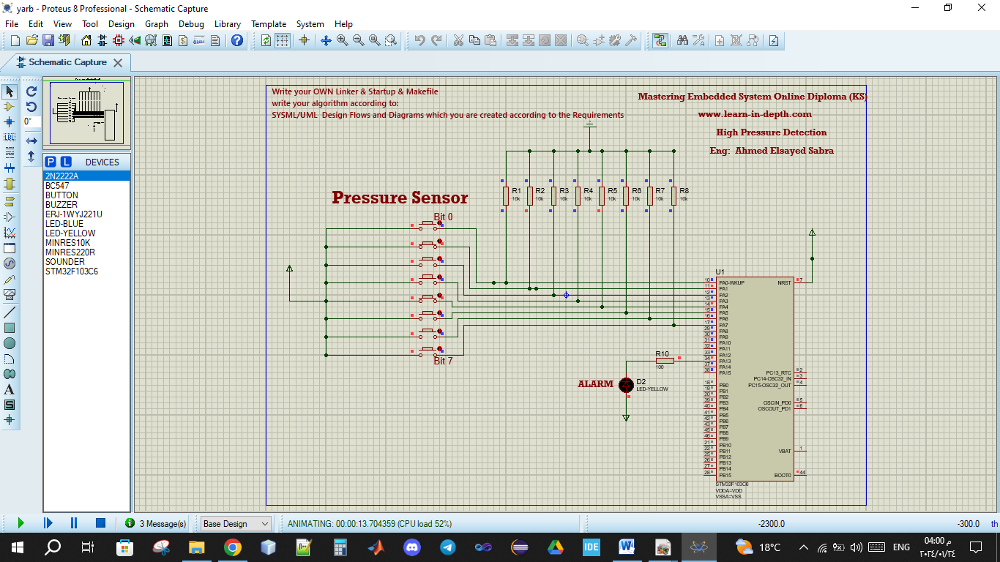 yarb - Proteus 8 Professional - Schematic Capture
File Edit View Tool Design Graph Debug Library Template System Help
Schematic Capture
0°
LBL
P L DEVICES
2N2222A
BC547
BUTTON
BUZZER
ERJ-1WYJ221U
LED-BLUE
LED-YELLOW
MINRES10K
MINRES220R
SOUNDER
STM32F103C6
A
S
Write your OWN Linker & Startup & Makefile
write your algorithm according to:
SYSML/UML Design Flows and Diagrams which you are created according to the Requirements
Mastering Embedded System Online Diploma (KS)
www.learn-in-depth.com
High Pressure Detection
Eng: Ahmed Elsayed Sabra
Pressure Sensor
Bit 0
Bit 7
R1 R2 R3 R4 R5 R6 R7 R8
10k 10k 10k 10k 10k 10k 10k 10k
R10
100
ALARM
D2
LED-YELLOW
U1
10 PA0-WKUP NRST 7
11 PA1
12 PA2
13 PA3
14 PA4
15 PA5
16 PA6
17 PA7
29 PA8
30 PA9
31 PA10
32 PA11
33 PA12
34 PA13
37 PA14
38 PA15
PC13_RTC 2
PC14-OSC32_IN 3
PC15-OSC32_OUT 4
18 PB0
19 PB1
20 PB2
39 PB3
40 PB4
41 PB5
42 PB6
43 PB7
45 PB8
46 PB9
21 PB10
22 PB11
25 PB12
26 PB13
27 PB14
28 PB15
OSCIN_PD0 5
OSCOUT_PD1 6
VBAT 1
BOOT0 44
STM32F103C6
VDDA=VDD
VSSA=VSS
3 Message(s) Base Design ANIMATING: 00:00:13.704359 (CPU load 52%) -2300.0 -300.0 th
IDE
18°C
ENG
04:00 م
٢٠٢٤/٠١/٢٤